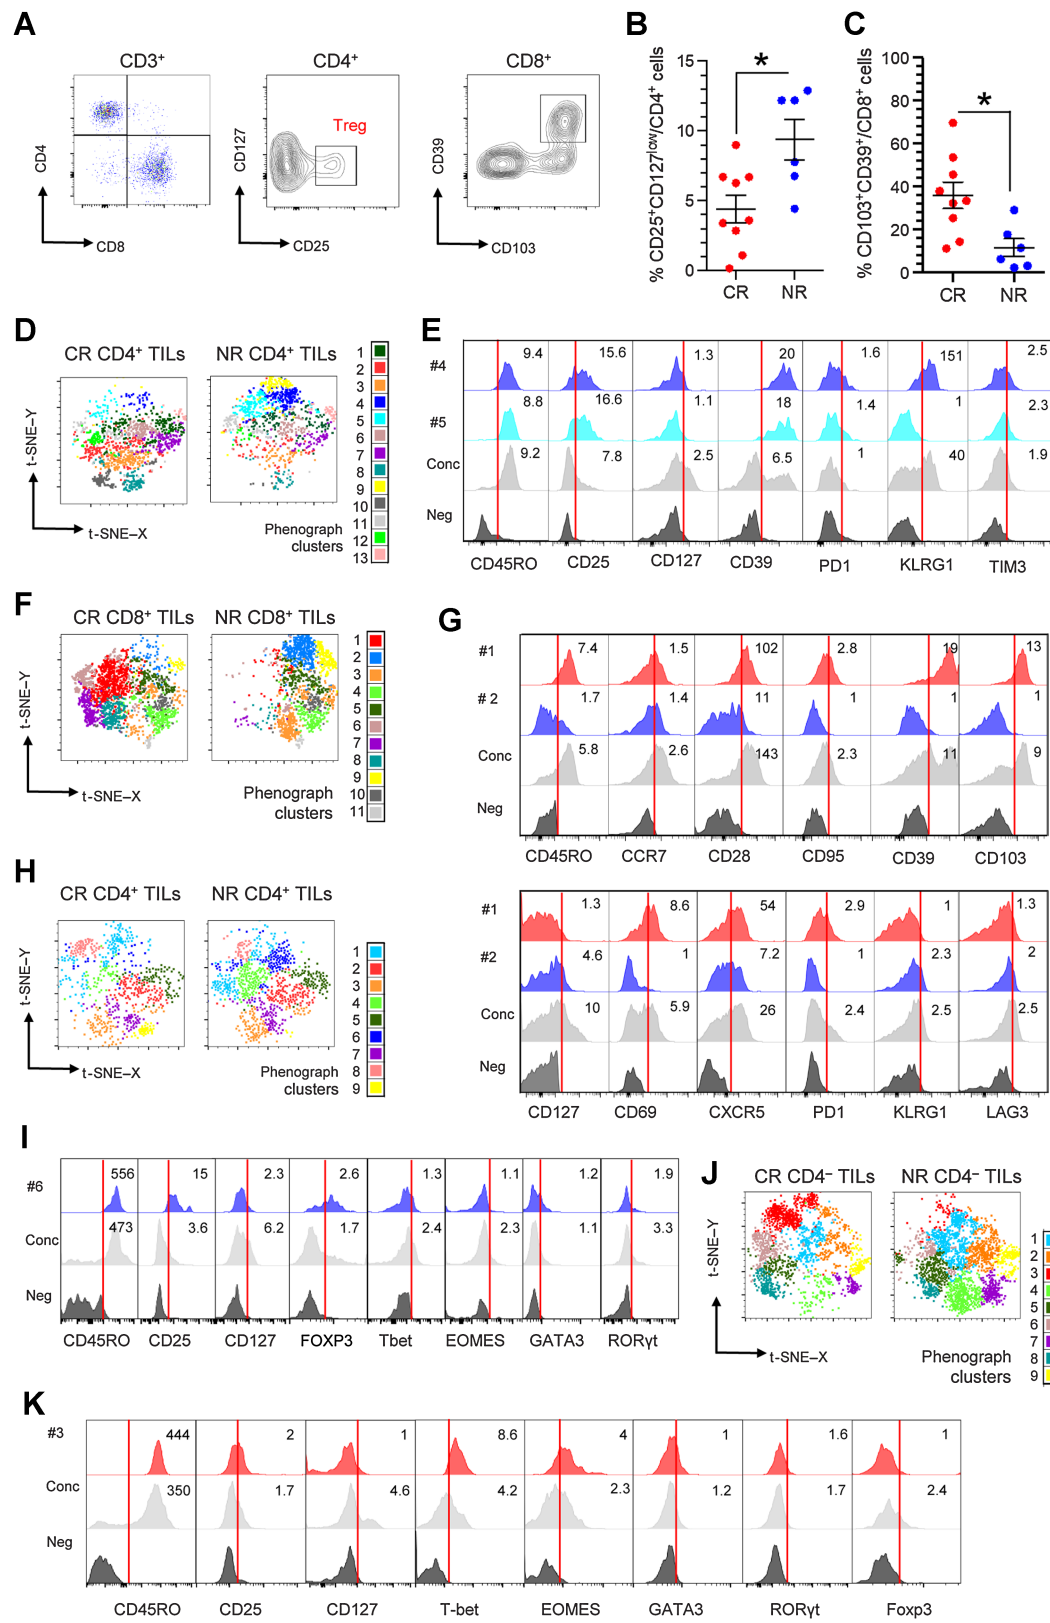 A
CD3+
CD4+
CD8+
CD4
CD127
Treg
CD39
CD8
CD25
CD103
B
*
% CD25+CD127low/CD4+ cells
15
10
5
0
CR
NR
C
*
% CD103+CD39+/CD8+ cells
100
80
60
40
20
0
CR
NR
D
CR CD4+ TILs
NR CD4+ TILs
t-SNE–Y
t-SNE–X
Phenograph
clusters
1
2
3
4
5
6
7
8
9
10
11
12
13
E
#4
9.4
15.6
1.3
20
1.6
151
2.5
#5
8.8
16.6
1.1
18
1.4
1
2.3
Conc
9.2
7.8
2.5
6.5
1
40
1.9
Neg
CD45RO
CD25
CD127
CD39
PD1
KLRG1
TIM3
F
CR CD8+ TILs
NR CD8+ TILs
t-SNE–Y
t-SNE–X
Phenograph
clusters
1
2
3
4
5
6
7
8
9
10
11
G
#1
7.4
1.5
102
2.8
19
13
# 2
1.7
1.4
11
1
1
1
Conc
5.8
2.6
143
2.3
11
9
Neg
CD45RO
CCR7
CD28
CD95
CD39
CD103
#1
1.3
8.6
54
2.9
1
1.3
#2
4.6
1
7.2
1
2.3
2
Conc
10
5.9
26
2.4
2.5
2.5
Neg
CD127
CD69
CXCR5
PD1
KLRG1
LAG3
H
CR CD4+ TILs
NR CD4+ TILs
t-SNE–Y
t-SNE–X
Phenograph
clusters
1
2
3
4
5
6
7
8
9
I
#6
556
15
2.3
2.6
1.3
1.1
1.2
1.9
Conc
473
3.6
6.2
1.7
2.4
2.3
1.1
3.3
Neg
CD45RO
CD25
CD127
FOXP3
Tbet
EOMES
GATA3
RORγt
J
CR CD4– TILs
NR CD4– TILs
t-SNE–Y
t-SNE–X
Phenograph
clusters
1
2
3
4
5
6
7
8
9
K
#3
444
2
1
8.6
4
1
1.6
1
Conc
350
1.7
4.6
4.2
2.3
1.2
1.7
2.4
Neg
CD45RO
CD25
CD127
T-bet
EOMES
GATA3
RORγt
Foxp3